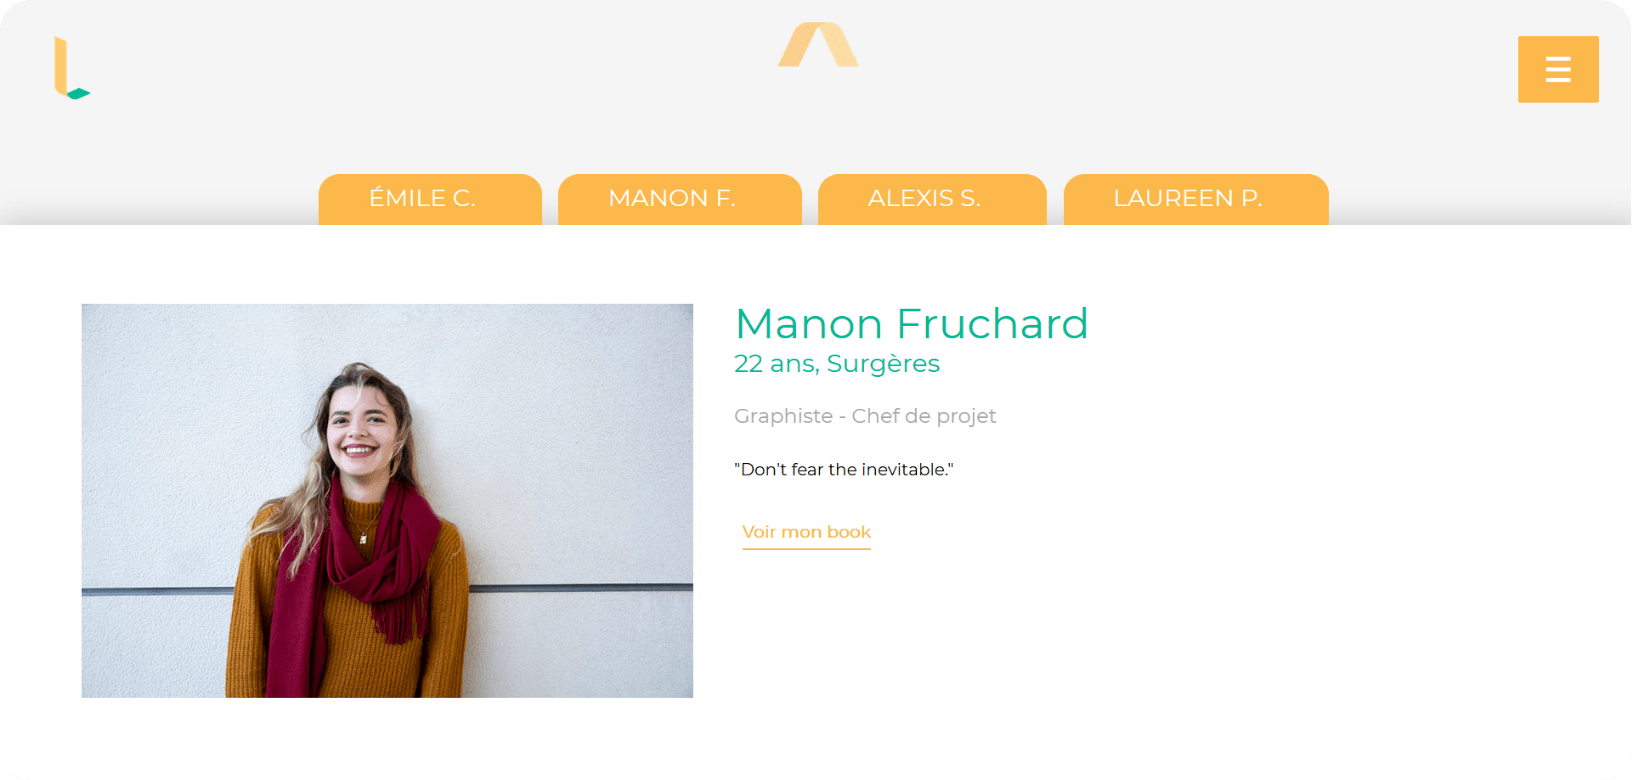 ÉMILE C. MANON F. ALEXIS S. LAUREEN P.
Manon Fruchard
22 ans, Surgères
Graphiste - Chef de projet
"Don't fear the inevitable."
Voir mon book